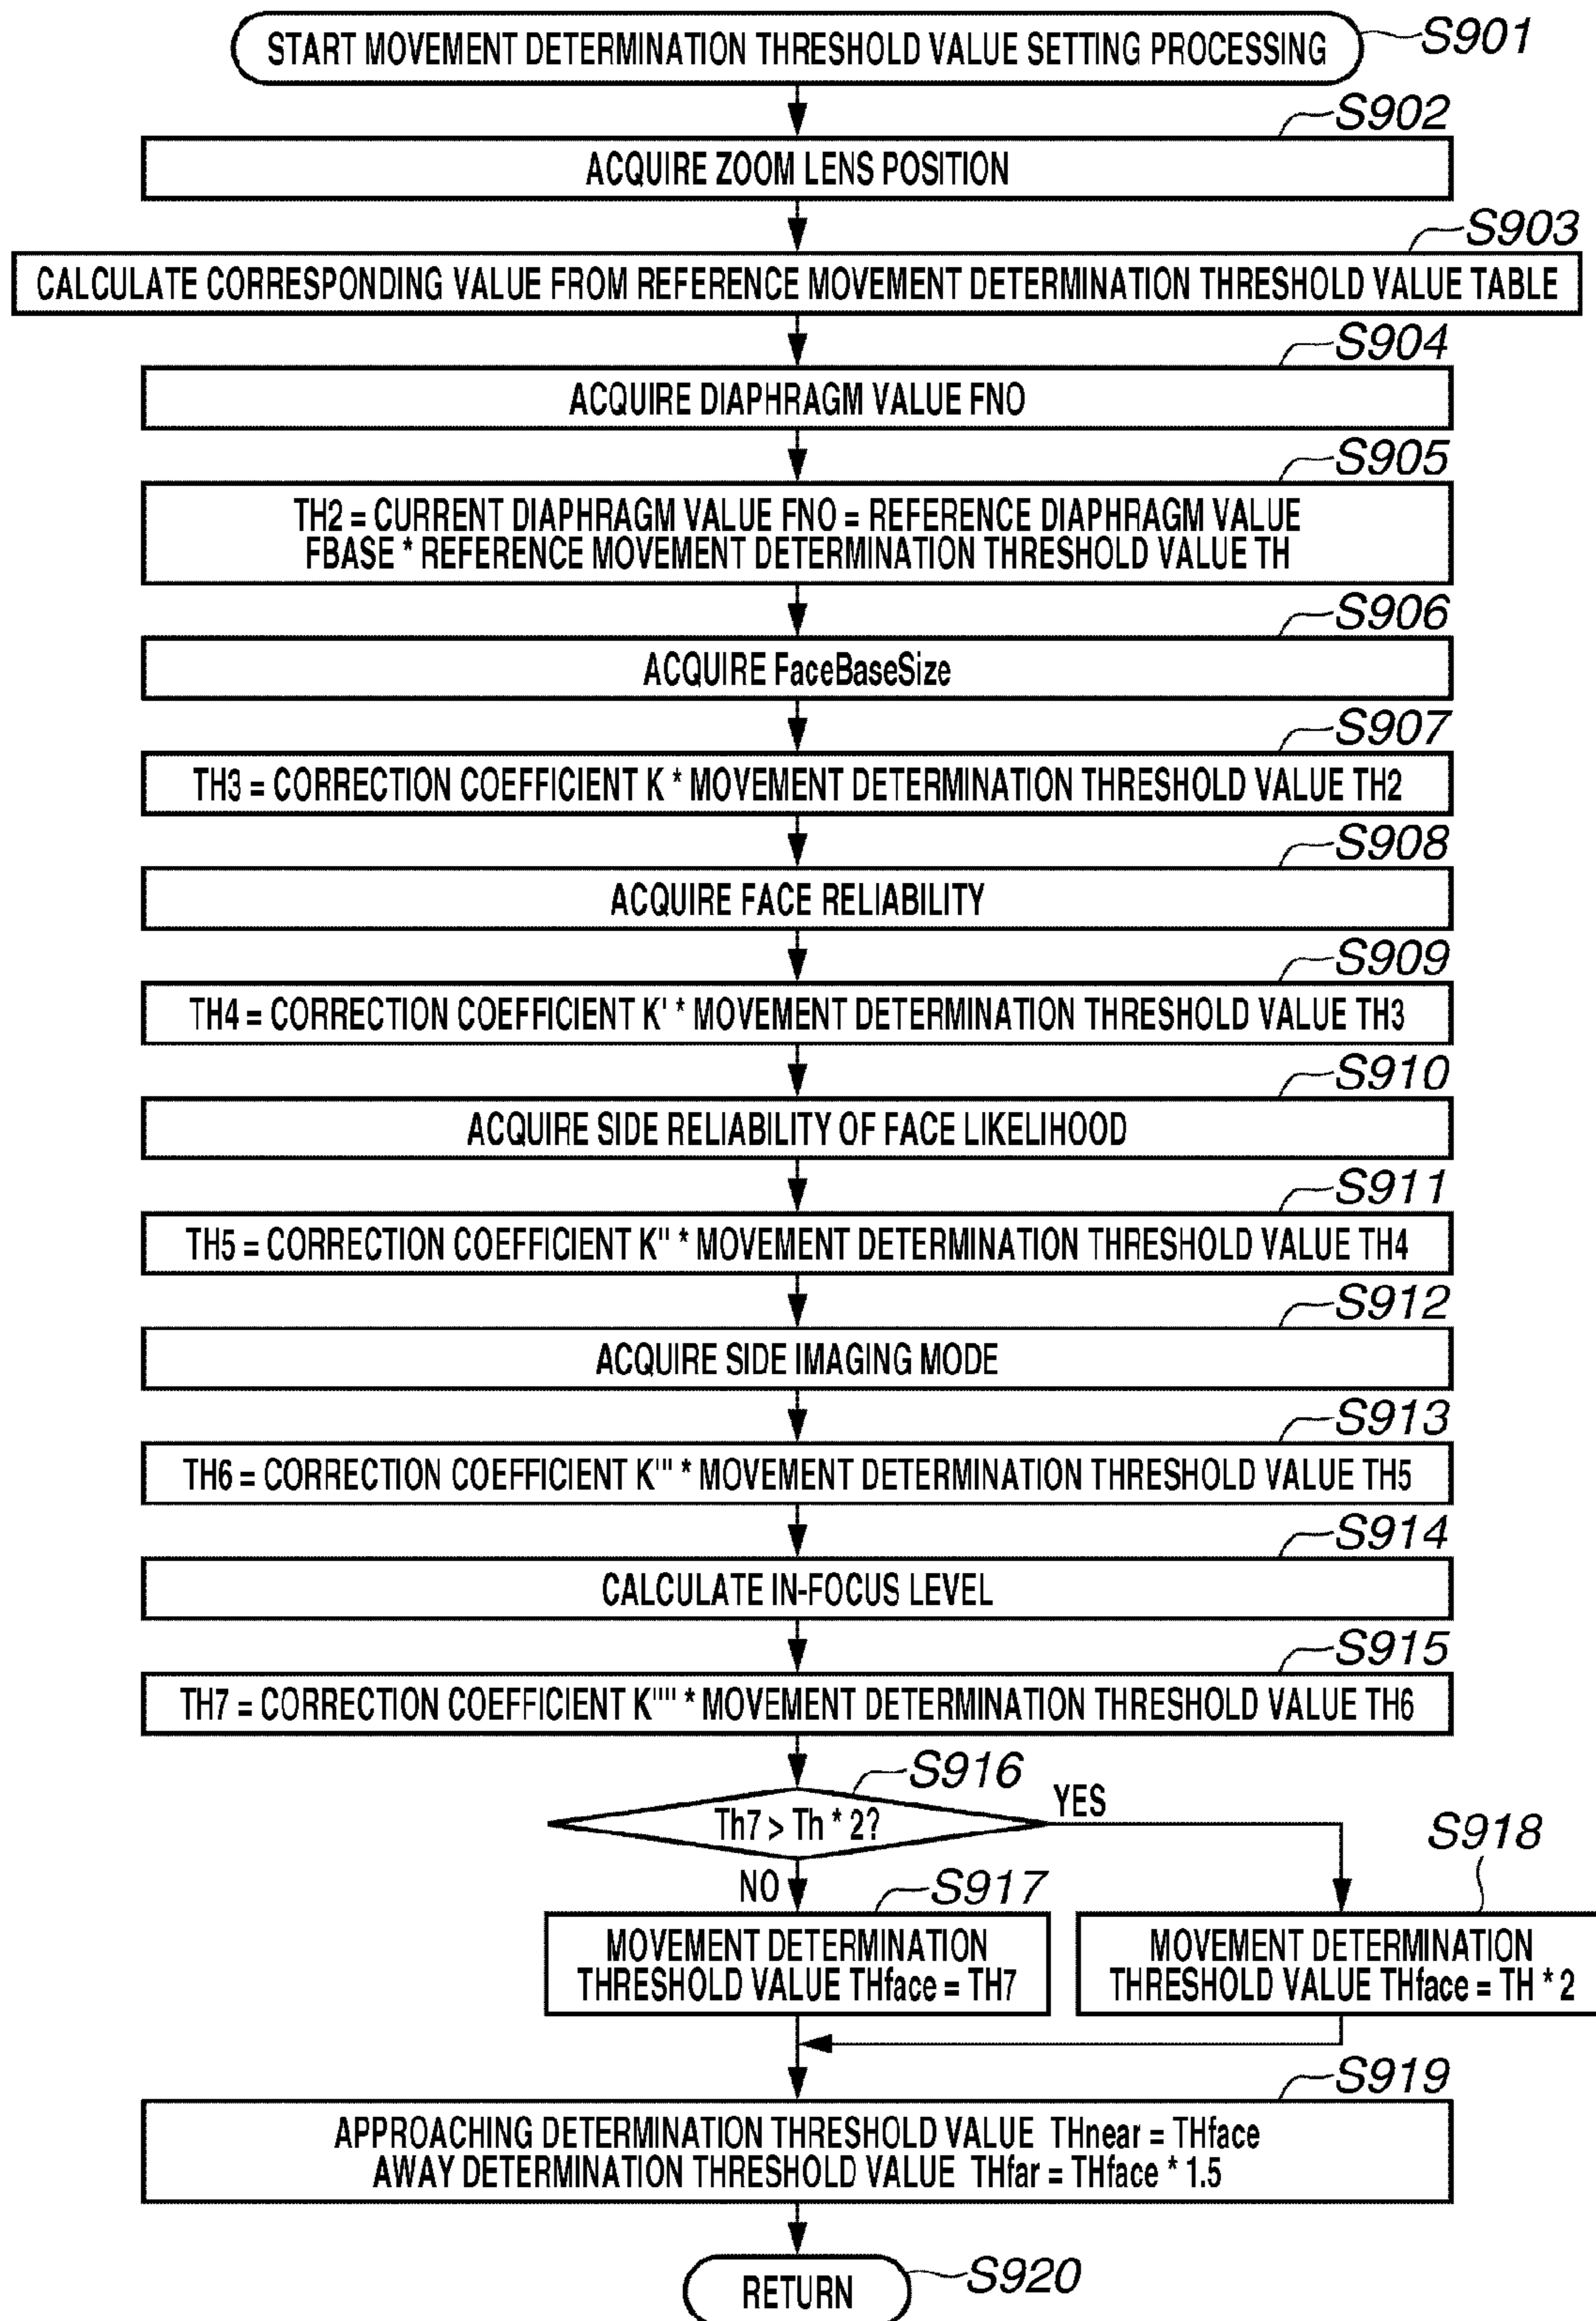 START MOVEMENT DETERMINATION THRESHOLD VALUE SETTING PROCESSING
S901
S902
ACQUIRE ZOOM LENS POSITION
S903
CALCULATE CORRESPONDING VALUE FROM REFERENCE MOVEMENT DETERMINATION THRESHOLD VALUE TABLE
S904
ACQUIRE DIAPHRAGM VALUE FNO
S905
TH2 = CURRENT DIAPHRAGM VALUE FNO = REFERENCE DIAPHRAGM VALUE
FBASE * REFERENCE MOVEMENT DETERMINATION THRESHOLD VALUE TH
S906
ACQUIRE FaceBaseSize
S907
TH3 = CORRECTION COEFFICIENT K * MOVEMENT DETERMINATION THRESHOLD VALUE TH2
S908
ACQUIRE FACE RELIABILITY
S909
TH4 = CORRECTION COEFFICIENT K' * MOVEMENT DETERMINATION THRESHOLD VALUE TH3
S910
ACQUIRE SIDE RELIABILITY OF FACE LIKELIHOOD
S911
TH5 = CORRECTION COEFFICIENT K'' * MOVEMENT DETERMINATION THRESHOLD VALUE TH4
S912
ACQUIRE SIDE IMAGING MODE
S913
TH6 = CORRECTION COEFFICIENT K''' * MOVEMENT DETERMINATION THRESHOLD VALUE TH5
S914
CALCULATE IN-FOCUS LEVEL
S915
TH7 = CORRECTION COEFFICIENT K'''' * MOVEMENT DETERMINATION THRESHOLD VALUE TH6
S916
Th7 > Th * 2?
YES
NO
S917
S918
MOVEMENT DETERMINATION
THRESHOLD VALUE THface = TH7
MOVEMENT DETERMINATION
THRESHOLD VALUE THface = TH * 2
S919
APPROACHING DETERMINATION THRESHOLD VALUE THnear = THface
AWAY DETERMINATION THRESHOLD VALUE THfar = THface * 1.5
RETURN
S920